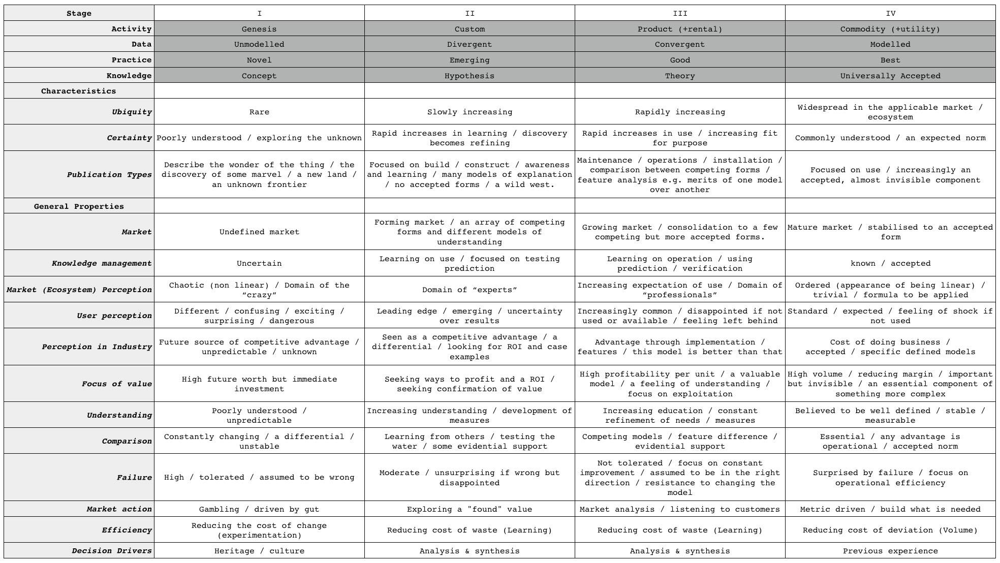 Stage I II III IV
Activity Genesis Custom Product (+rental) Commodity (+utility)
Data Unmodelled Divergent Convergent Modelled
Practice Novel Emerging Good Best
Knowledge Concept Hypothesis Theory Universally Accepted
Characteristics
Ubiquity
Rare
Slowly increasing
Rapidly increasing
Widespread in the applicable market /
ecosystem
Certainty
Poorly understood / exploring the unknown
Rapid increases in learning / discovery
becomes refining
Rapid increases in use / increasing fit
for purpose
Commonly understood / an expected norm
Publication Types
Describe the wonder of the thing / the
discovery of some marvel / a new land /
an unknown frontier
Focused on build / construct / awareness
and learning / many models of explanation
/ no accepted forms / a wild west.
Maintenance / operations / installation /
comparison between competing forms /
feature analysis e.g. merits of one model
over another
Focused on use / increasingly an
accepted, almost invisible component
General Properties
Market
Undefined market
Forming market / an array of competing
forms and different models of
understanding
Growing market / consolidation to a few
competing but more accepted forms.
Mature market / stabilised to an accepted
form
Knowledge management
Uncertain
Learning on use / focused on testing
prediction
Learning on operation / using
prediction / verification
known / accepted
Market (Ecosystem) Perception
Chaotic (non linear) / Domain of the
“crazy”
Domain of “experts”
Increasing expectation of use / Domain of
“professionals”
Ordered (appearance of being linear) /
trivial / formula to be applied
User perception
Different / confusing / exciting /
surprising / dangerous
Leading edge / emerging / uncertainty
over results
Increasingly common / disappointed if not
used or available / feeling left behind
Standard / expected / feeling of shock if
not used
Perception in Industry
Future source of competitive advantage /
unpredictable / unknown
Seen as a competitive advantage / a
differential / looking for ROI and case
examples
Advantage through implementation /
features / this model is better than that
Cost of doing business /
accepted / specific defined models
Focus of value
High future worth but immediate
investment
Seeking ways to profit and a ROI /
seeking confirmation of value
High profitability per unit / a valuable
model / a feeling of understanding /
focus on exploitation
High volume / reducing margin / important
but invisible / an essential component of
something more complex
Understanding
Poorly understood /
unpredictable
Increasing understanding / development of
measures
Increasing education / constant
refinement of needs / measures
Believed to be well defined / stable /
measurable
Comparison
Constantly changing / a differential /
unstable
Learning from others / testing the
water / some evidential support
Competing models / feature difference /
evidential support
Essential / any advantage is
operational / accepted norm
Failure
High / tolerated / assumed to be wrong
Moderate / unsurprising if wrong but
disappointed
Not tolerated / focus on constant
improvement / assumed to be in the right
direction / resistance to changing the
model
Surprised by failure / focus on
operational efficiency
Market action
Gambling / driven by gut
Exploring a "found" value
Market analysis / listening to customers
Metric driven / build what is needed
Efficiency
Reducing the cost of change
(experimentation)
Reducing cost of waste (Learning)
Reducing cost of waste (Learning)
Reducing cost of deviation (Volume)
Decision Drivers
Heritage / culture
Analysis & synthesis
Analysis & synthesis
Previous experience